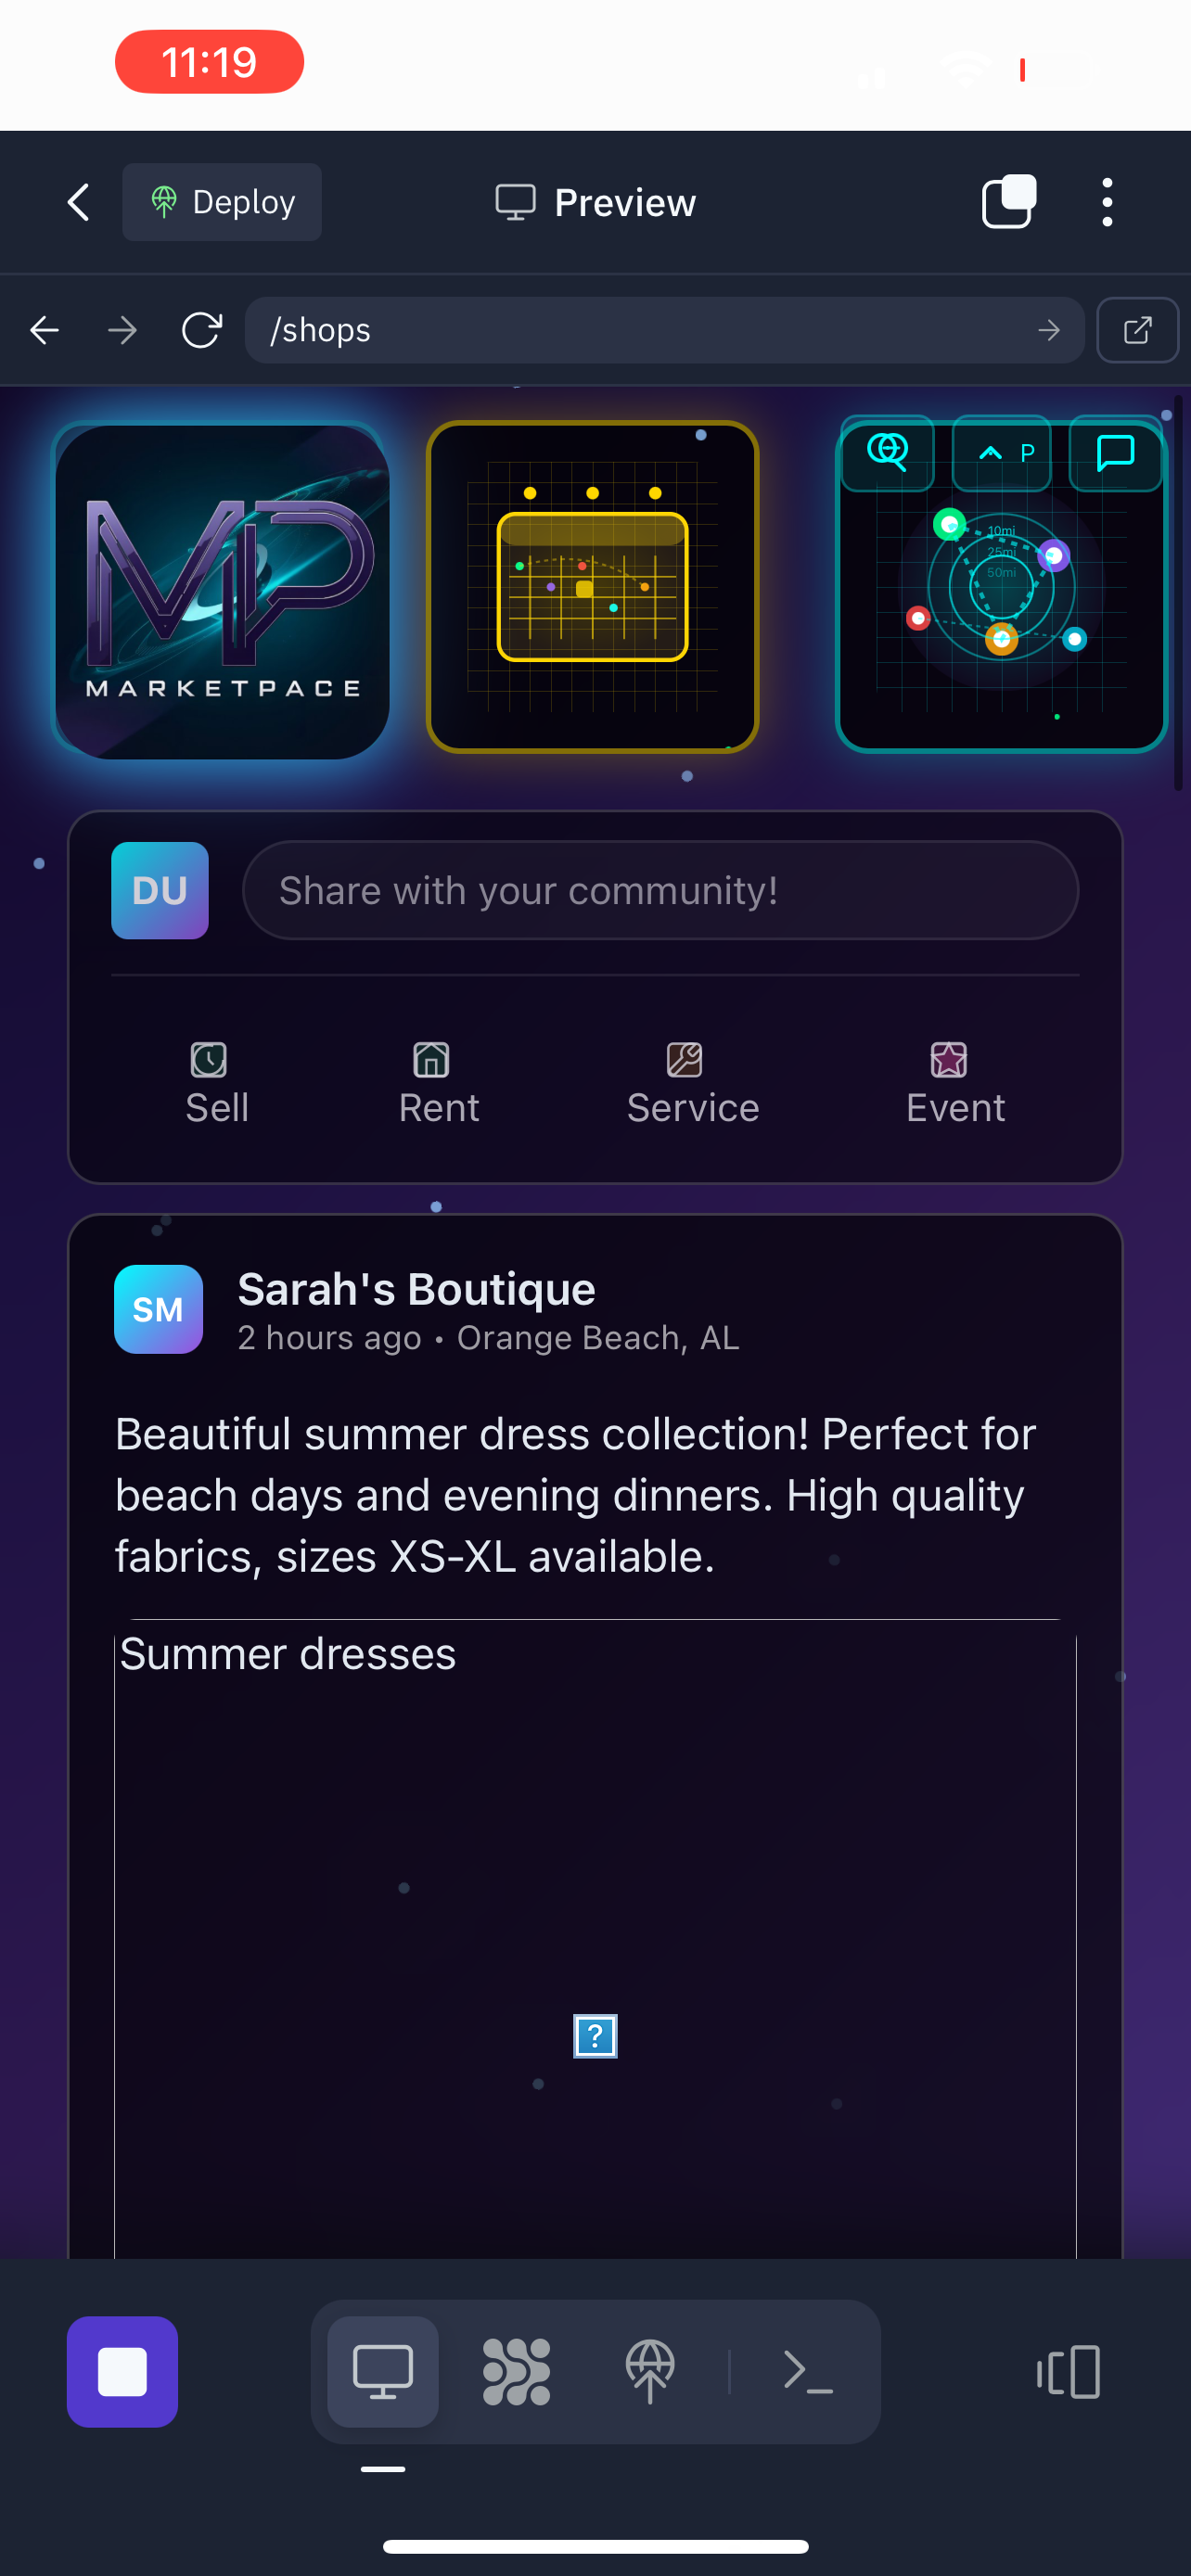 11:19
Deploy
Preview
/shops
P
10mi
25mi
50mi
MP
MARKETPACE
DU
Share with your community!
Sell
Rent
Service
Event
SM
Sarah's Boutique
2 hours ago • Orange Beach, AL
Beautiful summer dress collection! Perfect for
beach days and evening dinners. High quality
fabrics, sizes XS-XL available.
Summer dresses
?